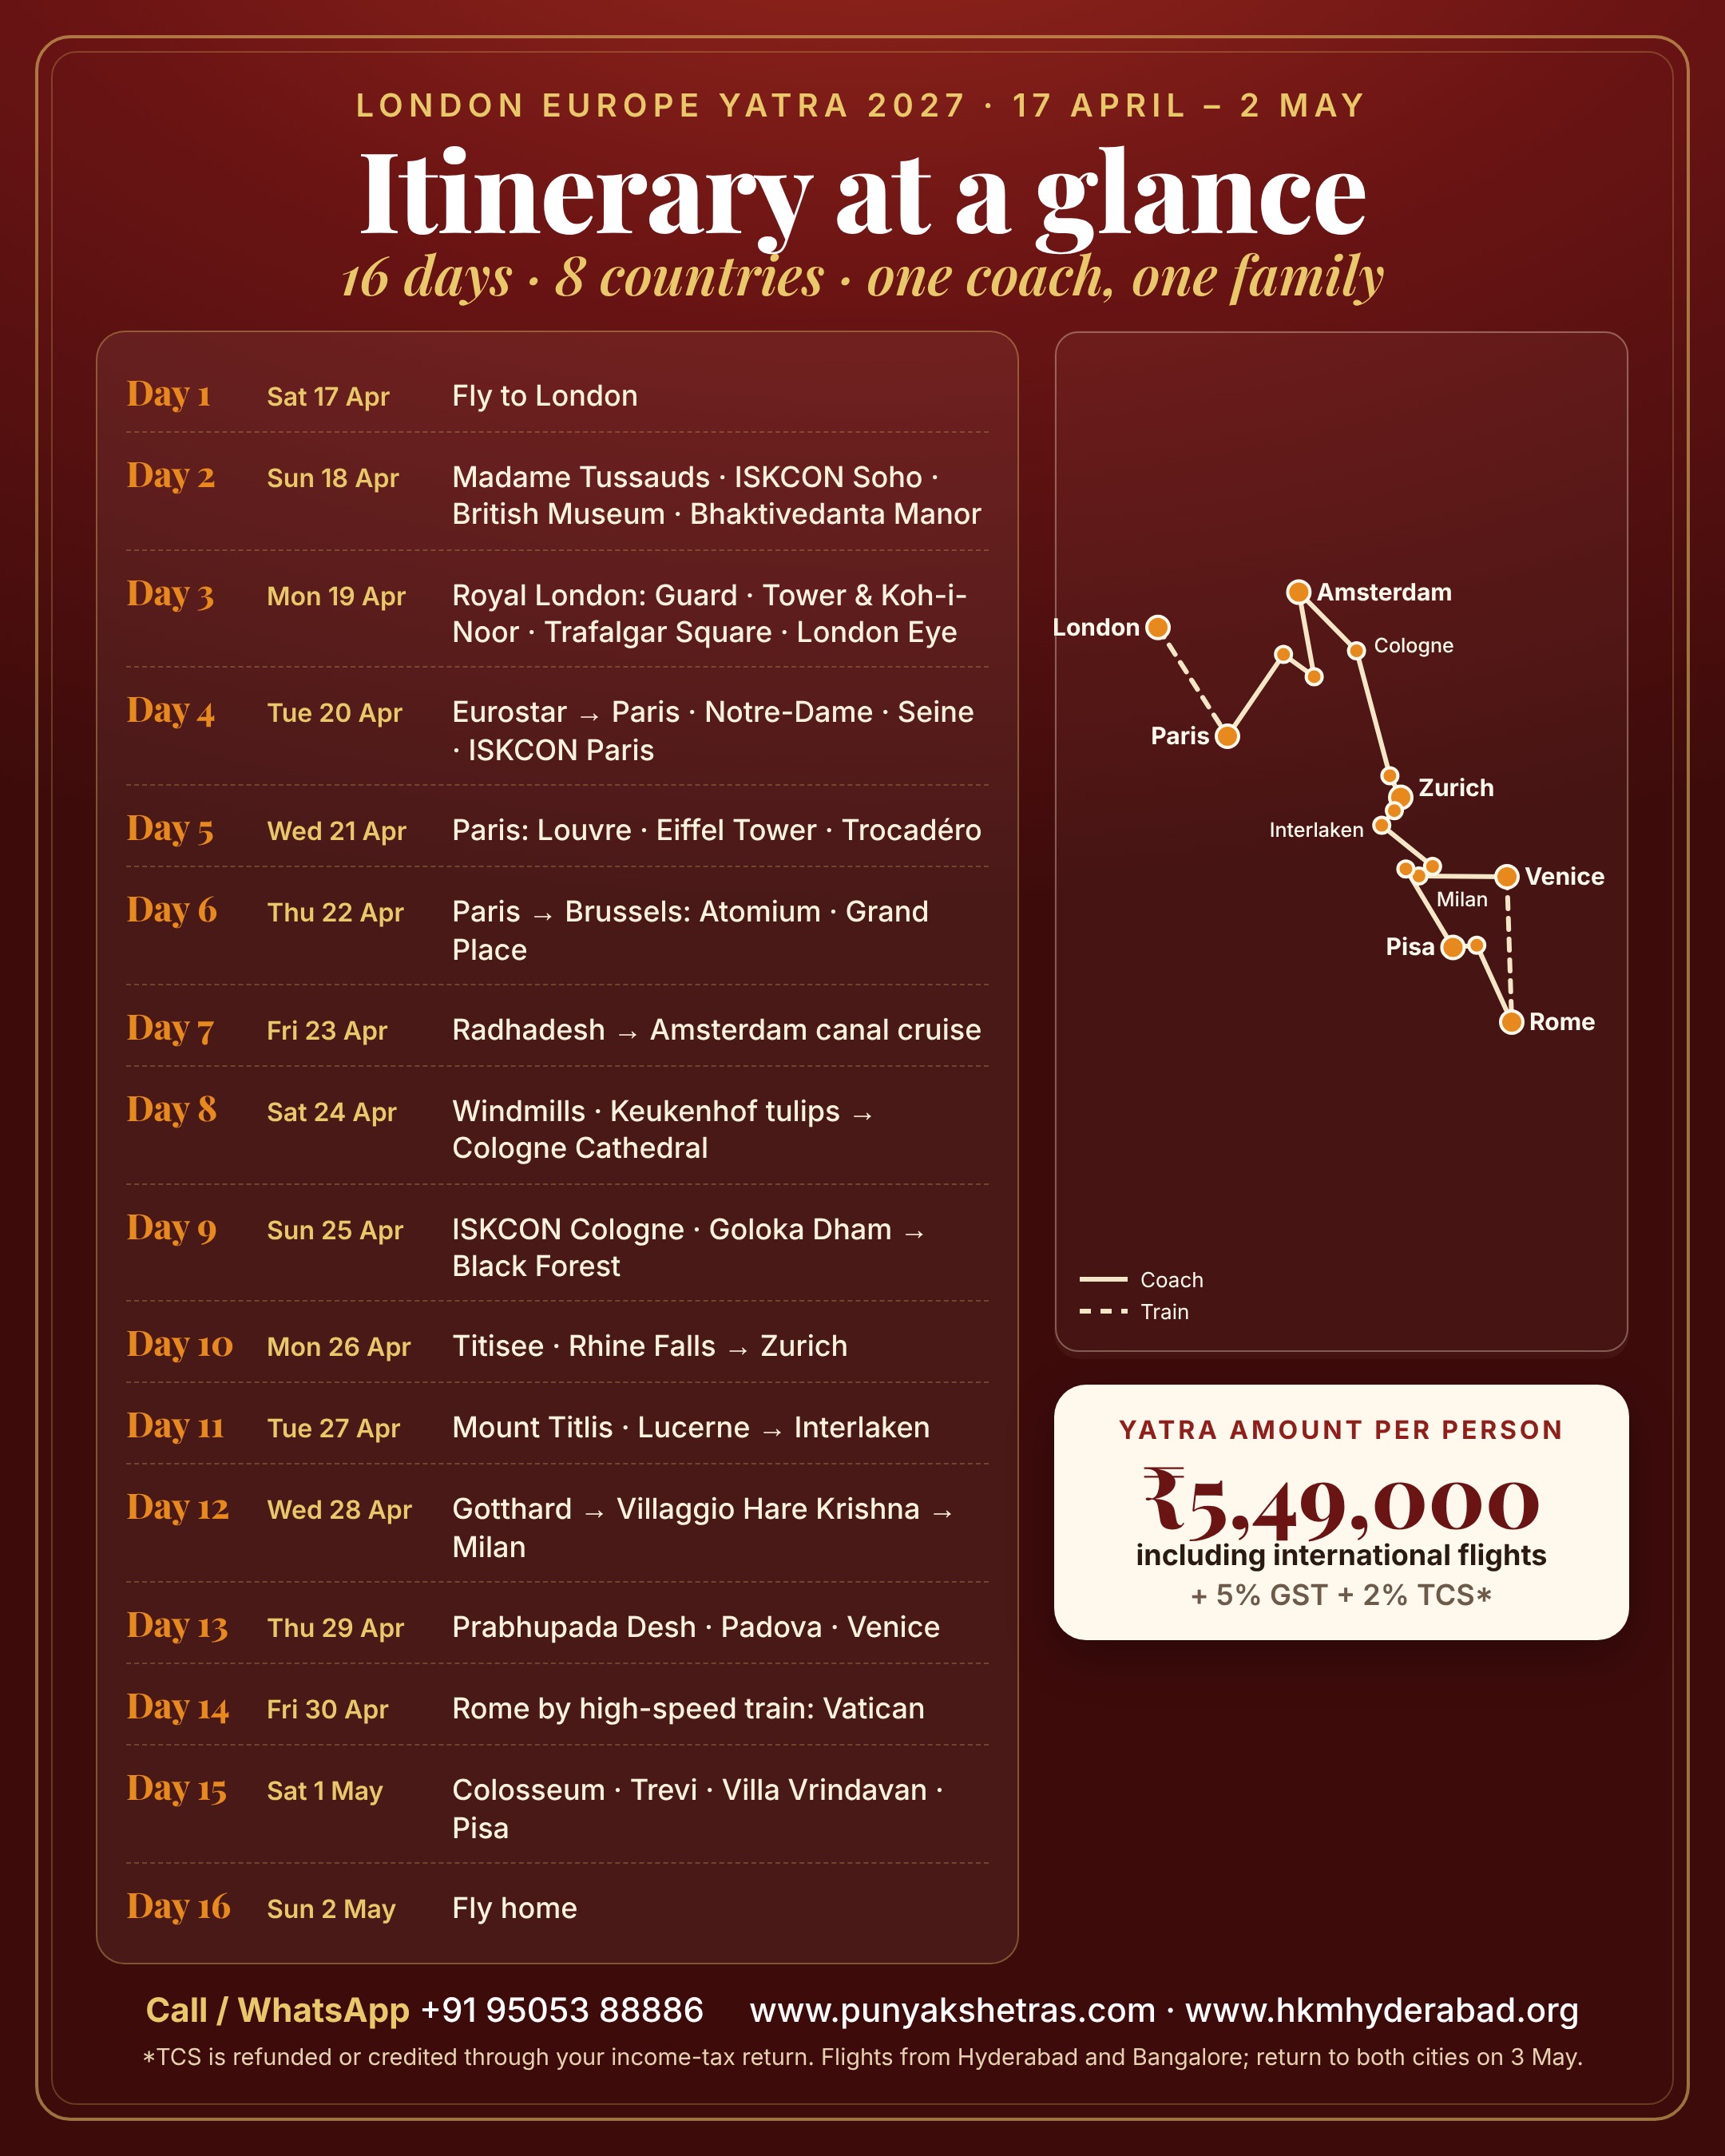 LONDON EUROPE YATRA 2027 · 17 APRIL – 2 MAY
Itinerary at a glance
16 days · 8 countries · one coach, one family
Day 1 Sat 17 Apr Fly to London
Day 2 Sun 18 Apr Madame Tussauds · ISKCON Soho ·
British Museum · Bhaktivedanta Manor
Day 3 Mon 19 Apr Royal London: Guard · Tower & Koh-i-
Noor · Trafalgar Square · London Eye
Day 4 Tue 20 Apr Eurostar → Paris · Notre-Dame · Seine
· ISKCON Paris
Day 5 Wed 21 Apr Paris: Louvre · Eiffel Tower · Trocadéro
Day 6 Thu 22 Apr Paris → Brussels: Atomium · Grand
Place
Day 7 Fri 23 Apr Radhadesh → Amsterdam canal cruise
Day 8 Sat 24 Apr Windmills · Keukenhof tulips →
Cologne Cathedral
Day 9 Sun 25 Apr ISKCON Cologne · Goloka Dham →
Black Forest
Day 10 Mon 26 Apr Titisee · Rhine Falls → Zurich
Day 11 Tue 27 Apr Mount Titlis · Lucerne → Interlaken
Day 12 Wed 28 Apr Gotthard → Villaggio Hare Krishna →
Milan
Day 13 Thu 29 Apr Prabhupada Desh · Padova · Venice
Day 14 Fri 30 Apr Rome by high-speed train: Vatican
Day 15 Sat 1 May Colosseum · Trevi · Villa Vrindavan ·
Pisa
Day 16 Sun 2 May Fly home
Amsterdam
London
Cologne
Paris
Zurich
Interlaken
Venice
Milan
Pisa
Rome
Coach
Train
YATRA AMOUNT PER PERSON
₹5,49,000
including international flights
+ 5% GST + 2% TCS*
Call / WhatsApp +91 95053 88886 www.punyakshetras.com · www.hkmhyderabad.org
*TCS is refunded or credited through your income-tax return. Flights from Hyderabad and Bangalore; return to both cities on 3 May.